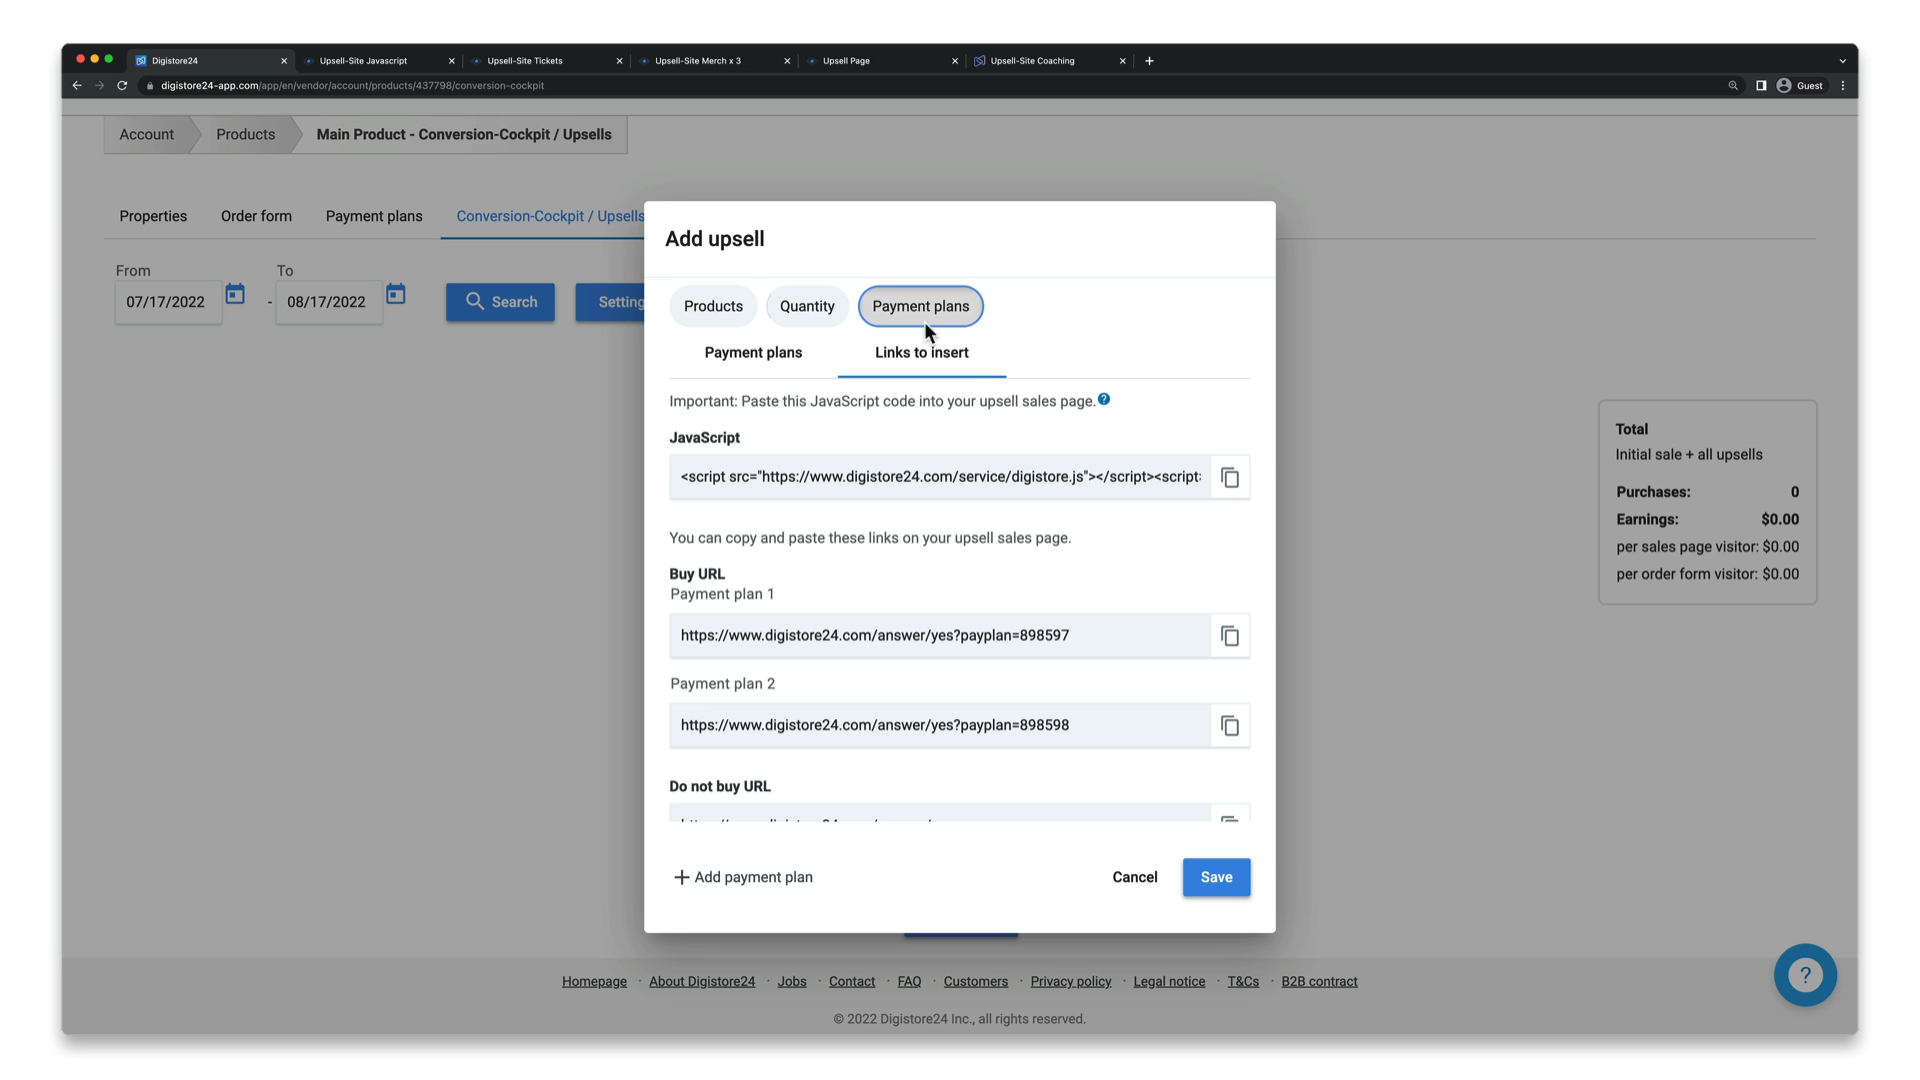 Digistore24
Upsell-Site Javascript
Upsell-Site Tickets
Upsell-Site Merch x 3
Upsell Page
Upsell-Site Coaching
digistore24-app.com/app/en/vendor/account/products/437798/conversion-cockpit
Guest
Account
Products
Main Product - Conversion-Cockpit / Upsells
Properties
Order form
Payment plans
Conversion-Cockpit / Upsells
From
To
07/17/2022
-
08/17/2022
Search
Setting
Add upsell
Products
Quantity
Payment plans
Payment plans
Links to insert
Important: Paste this JavaScript code into your upsell sales page.
JavaScript
<script src="https://www.digistore24.com/service/digistore.js"></script><script:
You can copy and paste these links on your upsell sales page.
Buy URL
Payment plan 1
https://www.digistore24.com/answer/yes?payplan=898597
Payment plan 2
https://www.digistore24.com/answer/yes?payplan=898598
Do not buy URL
+ Add payment plan
Cancel
Save
Total
Initial sale + all upsells
Purchases: 0
Earnings: $0.00
per sales page visitor: $0.00
per order form visitor: $0.00
Homepage · About Digistore24 · Jobs · Contact · FAQ · Customers · Privacy policy · Legal notice · T&Cs · B2B contract
© 2022 Digistore24 Inc., all rights reserved.
?